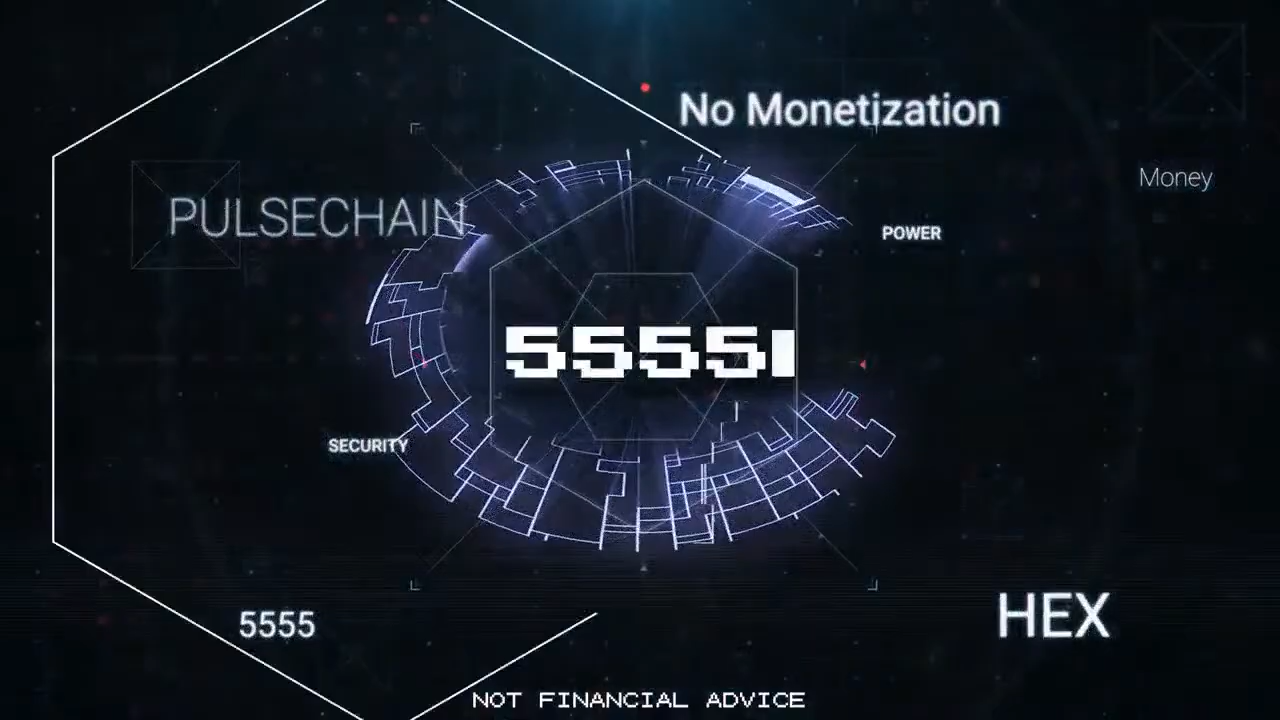 No Monetization
Money
PULSECHAIN
POWER
5555
SECURITY
5555
HEX
NOT FINANCIAL ADVICE